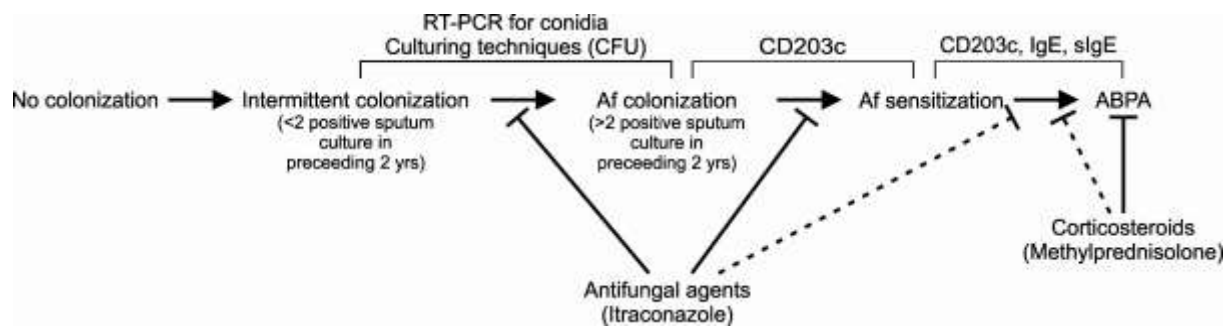 RT-PCR for conidia
Culturing techniques (CFU)
CD203c
CD203c, IgE, sIgE
No colonization
Intermittent colonization
(<2 positive sputum
culture in
preceeding 2 yrs)
Af colonization
(>2 positive sputum
culture in
preceeding 2 yrs)
Af sensitization
ABPA
Antifungal agents
(Itraconazole)
Corticosteroids
(Methylprednisolone)